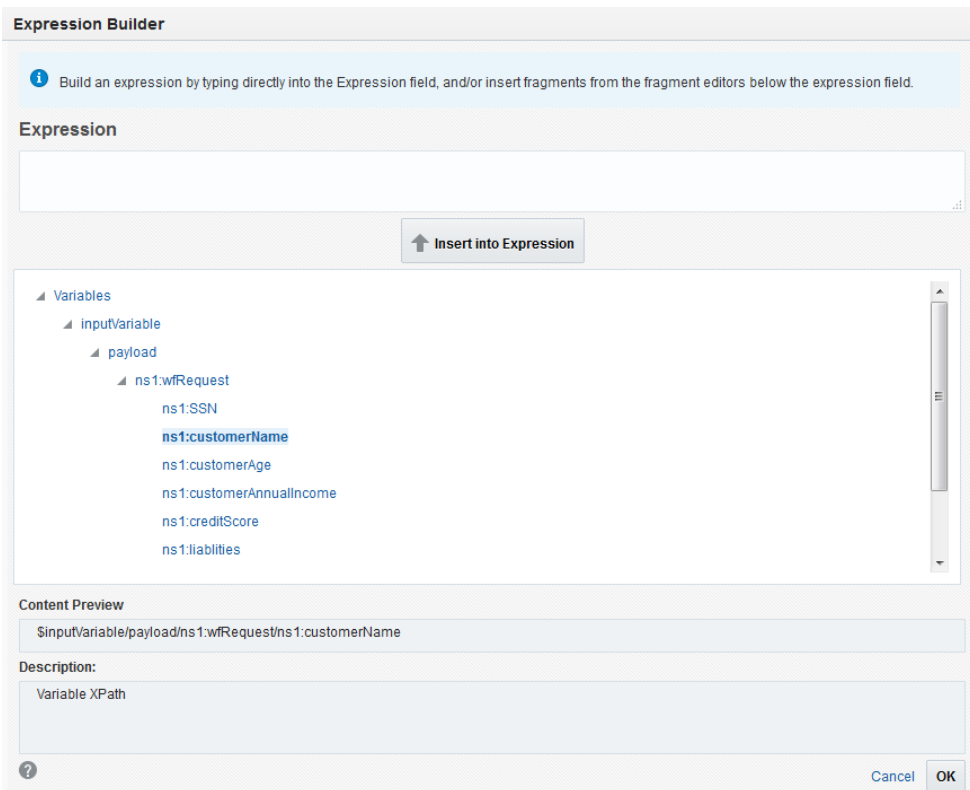 Expression Builder
Build an expression by typing directly into the Expression field, and/or insert fragments from the fragment editors below the expression field.
Expression
Insert into Expression
Variables
inputVariable
payload
ns1:wfRequest
ns1:SSN
ns1:customerName
ns1:customerAge
ns1:customerAnnualIncome
ns1:creditScore
ns1:liablities
Content Preview
$inputVariable/payload/ns1:wfRequest/ns1:customerName
Description:
Variable XPath
Cancel OK